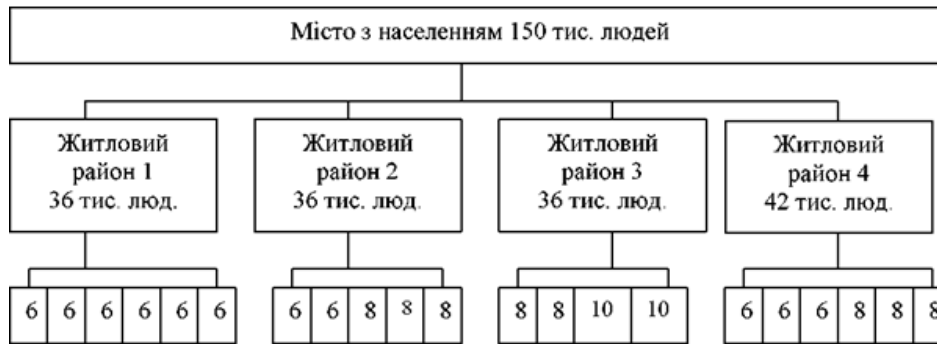 Місто з населенням 150 тис. людей
Житловий
район 1
36 тис. люд.
Житловий
район 2
36 тис. люд.
Житловий
район 3
36 тис. люд.
Житловий
район 4
42 тис. люд.
6 6 6 6 6 6
6 6 8 8 8
8 8 10 10
6 6 6 8 8 8